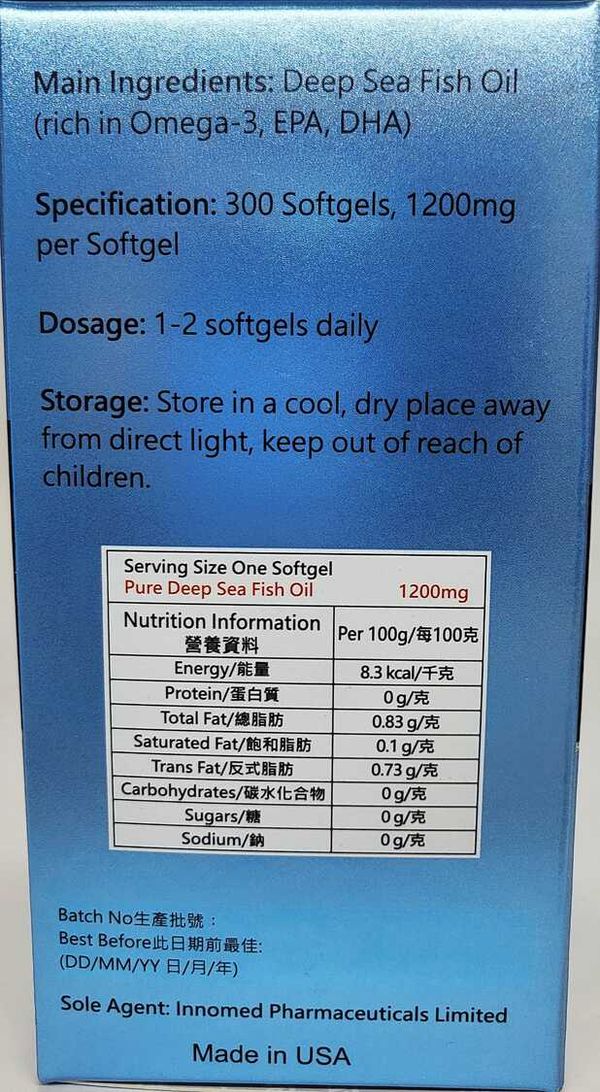 Main Ingredients: Deep Sea Fish Oil
(rich in Omega-3, EPA, DHA)
Specification: 300 Softgels, 1200mg
per Softgel
Dosage: 1-2 softgels daily
Storage: Store in a cool, dry place away
from direct light, keep out of reach of
children.
Serving Size One Softgel
Pure Deep Sea Fish Oil 1200mg
Nutrition Information
營養資料 Per 100g/每100克
Energy/能量 8.3 kcal/千克
Protein/蛋白質 0 g/克
Total Fat/總脂肪 0.83 g/克
Saturated Fat/飽和脂肪 0.1 g/克
Trans Fat/反式脂肪 0.73 g/克
Carbohydrates/碳水化合物 0 g/克
Sugars/糖 0 g/克
Sodium/鈉 0 g/克
Batch No生產批號：
Best Before此日期前最佳:
(DD/MM/YY 日/月/年)
Sole Agent: Innomed Pharmaceuticals Limited
Made in USA